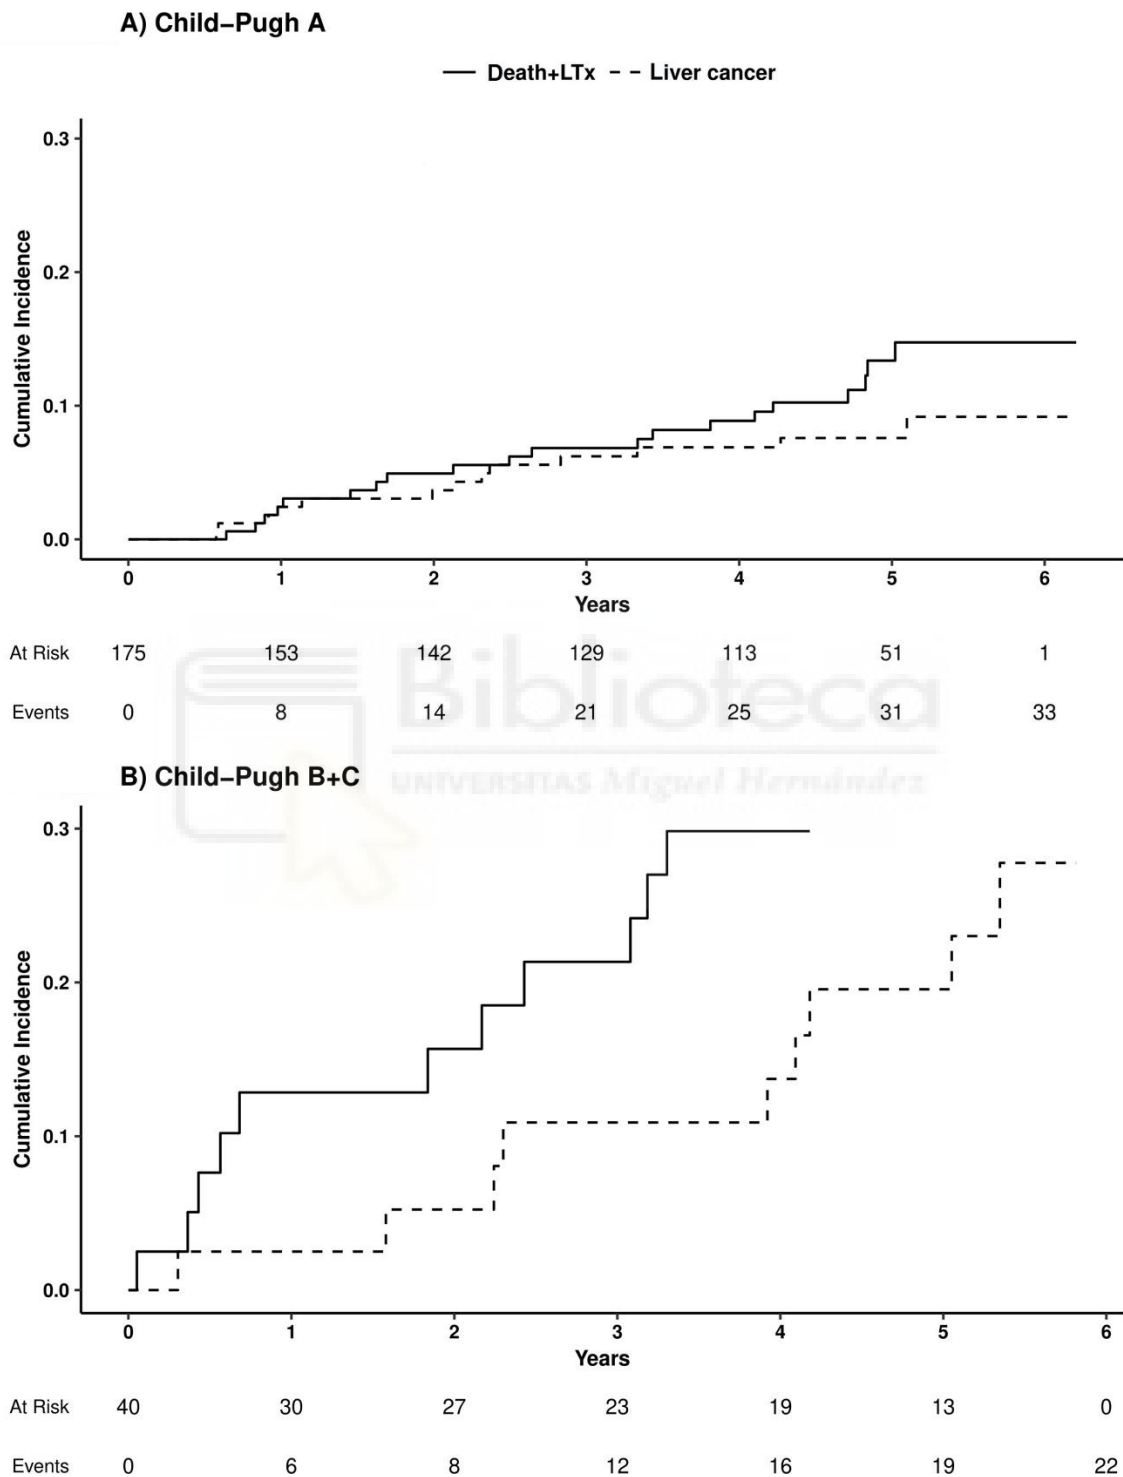 A) Child–Pugh A
Death+LTx Liver cancer
0.3
0.2
0.1
0.0
Cumulative Incidence
0 1 2 3 4 5 6
Years
At Risk 175 153 142 129 113 51 1
Events 0 8 14 21 25 31 33
Biblioteca
UNIVERSITAS Miguel Hernández
B) Child–Pugh B+C
0.3
0.2
0.1
0.0
Cumulative Incidence
0 1 2 3 4 5 6
Years
At Risk 40 30 27 23 19 13 0
Events 0 6 8 12 16 19 22